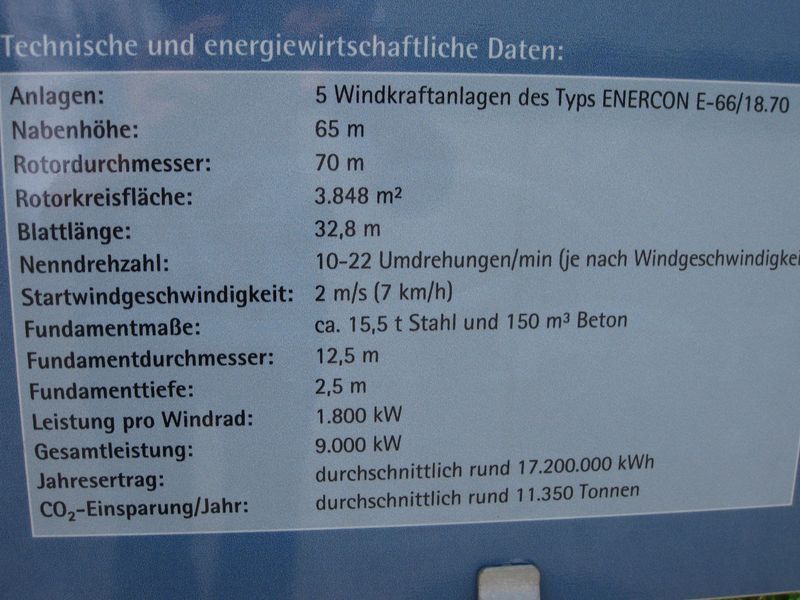 Technische und energiewirtschaftliche Daten:
Anlagen: 5 Windkraftanlagen des Typs ENERCON E-66/18.70
Nabenhöhe: 65 m
Rotordurchmesser: 70 m
Rotorkreisfläche: 3.848 m²
Blattlänge: 32,8 m
Nenndrehzahl: 10-22 Umdrehungen/min (je nach Windgeschwindigkei
Startwindgeschwindigkeit: 2 m/s (7 km/h)
Fundamentmaße: ca. 15,5 t Stahl und 150 m³ Beton
Fundamentdurchmesser: 12,5 m
Fundamenttiefe: 2,5 m
Leistung pro Windrad: 1.800 kW
Gesamtleistung: 9.000 kW
Jahresertrag: durchschnittlich rund 17.200.000 kWh
CO₂-Einsparung/Jahr: durchschnittlich rund 11.350 Tonnen